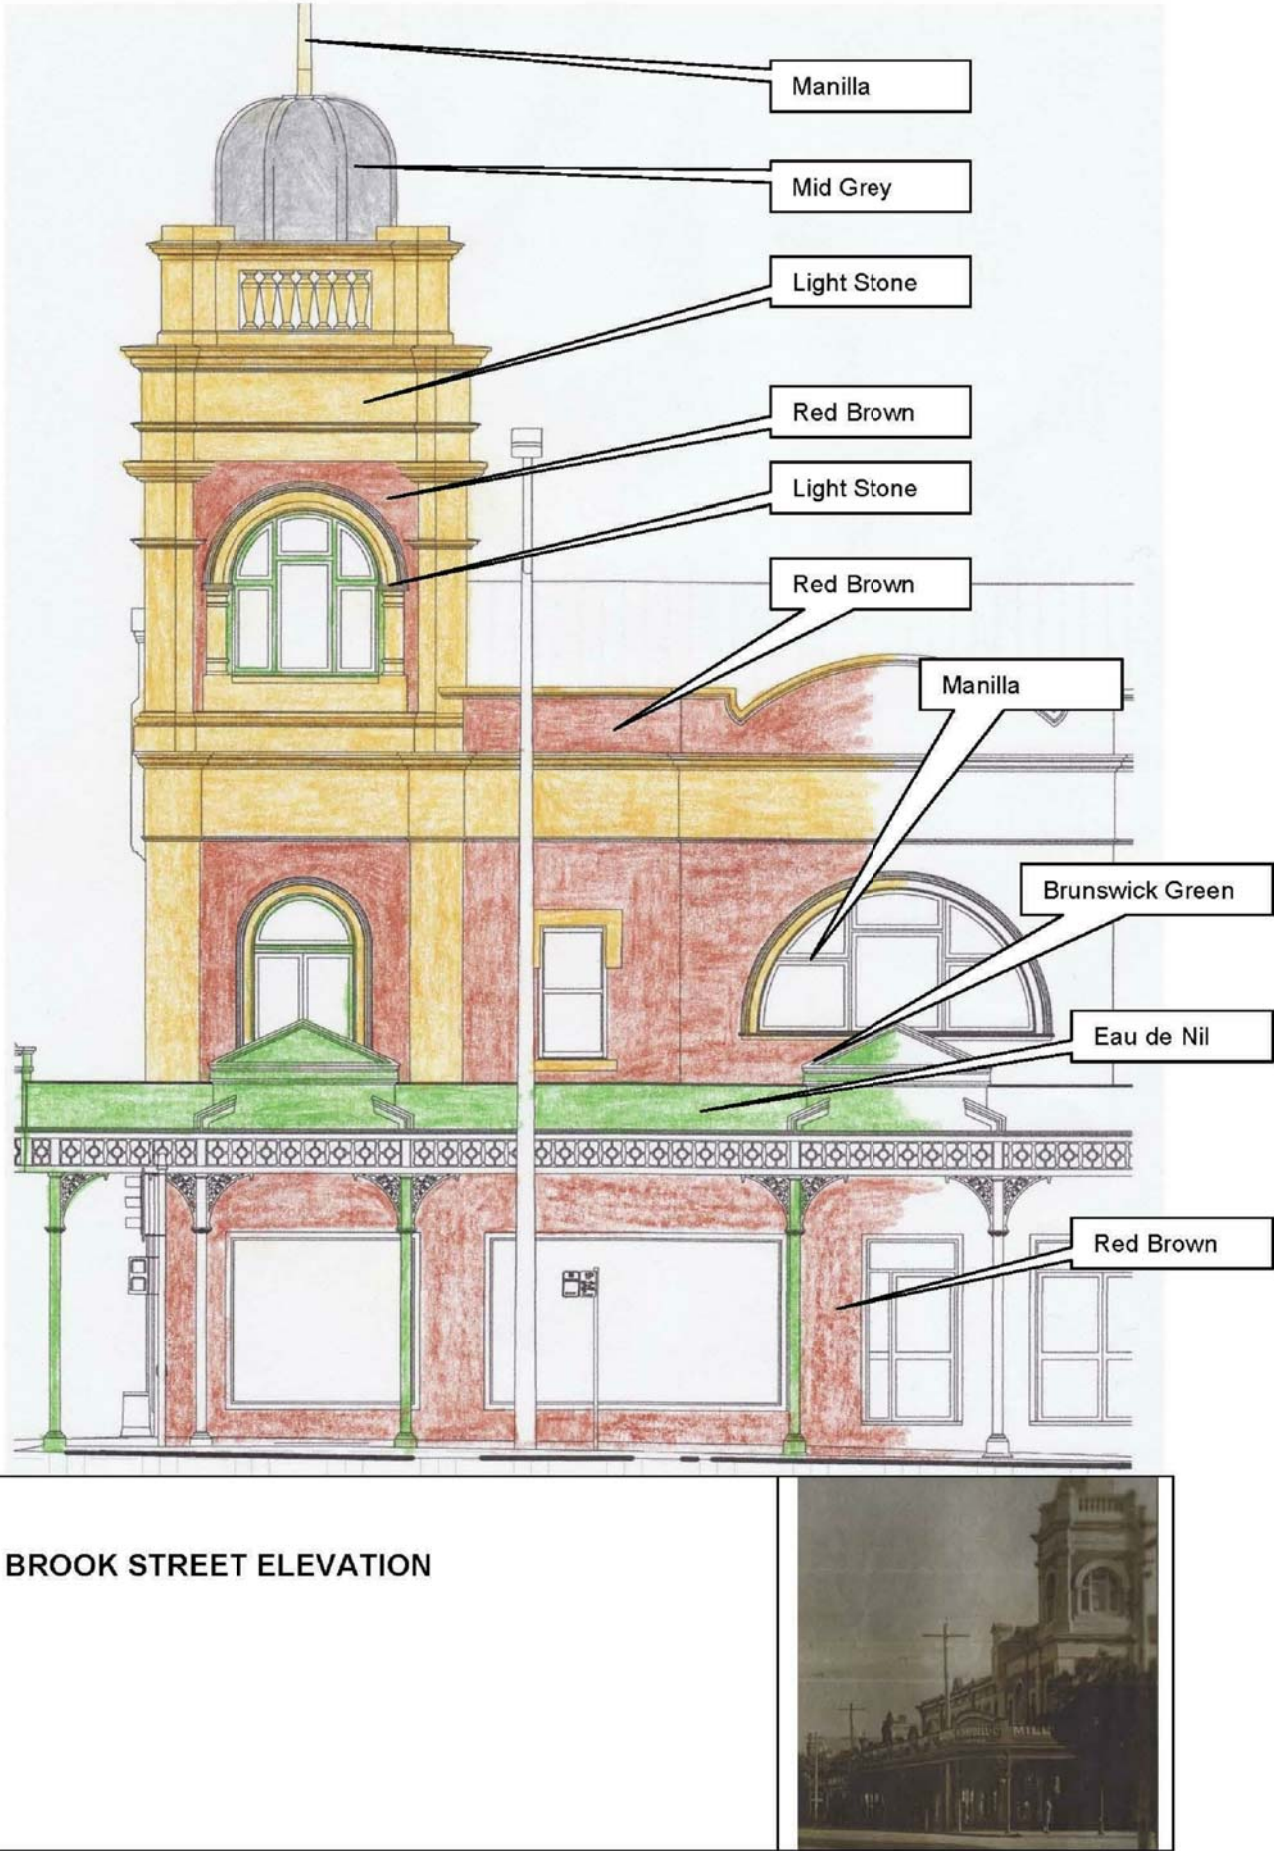 Manilla
Mid Grey
Light Stone
Red Brown
Light Stone
Red Brown
Manilla
Brunswick Green
Eau de Nil
Red Brown
BROOK STREET ELEVATION
MILL